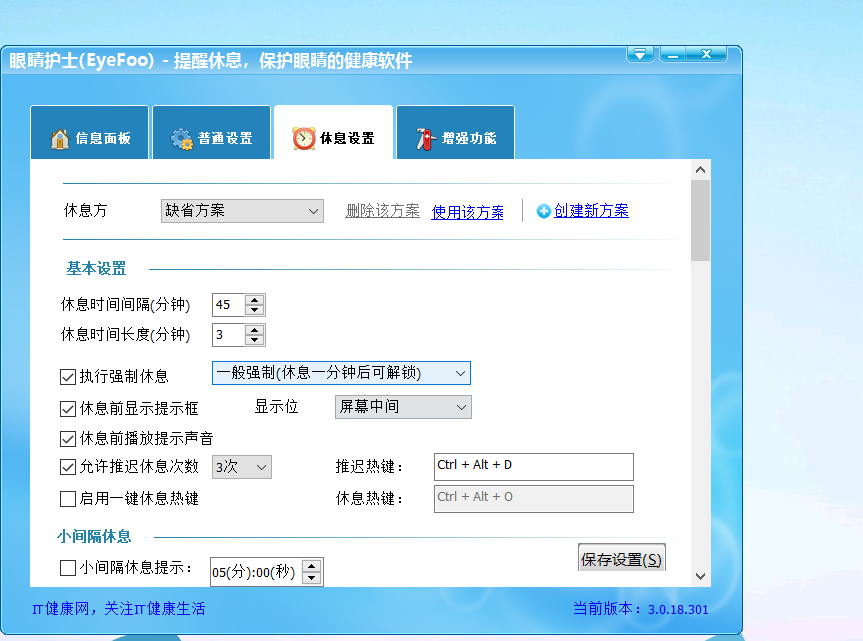 眼睛护士(EyeFoo) - 提醒休息，保护眼睛的健康软件
信息面板 普通设置 休息设置 增强功能
休息方 缺省方案 删除该方案 使用该方案 创建新方案
基本设置
休息时间间隔(分钟) 45
休息时间长度(分钟) 3
执行强制休息 一般强制(休息一分钟后可解锁)
休息前显示提示框 显示位 屏幕中间
休息前播放提示声音
允许推迟休息次数 3次 推迟热键： Ctrl + Alt + D
启用一键休息热键 休息热键： Ctrl + Alt + O
小间隔休息
小间隔休息提示： 05(分):00(秒) 保存设置(S)
IT健康网，关注IT健康生活 当前版本：3.0.18.301